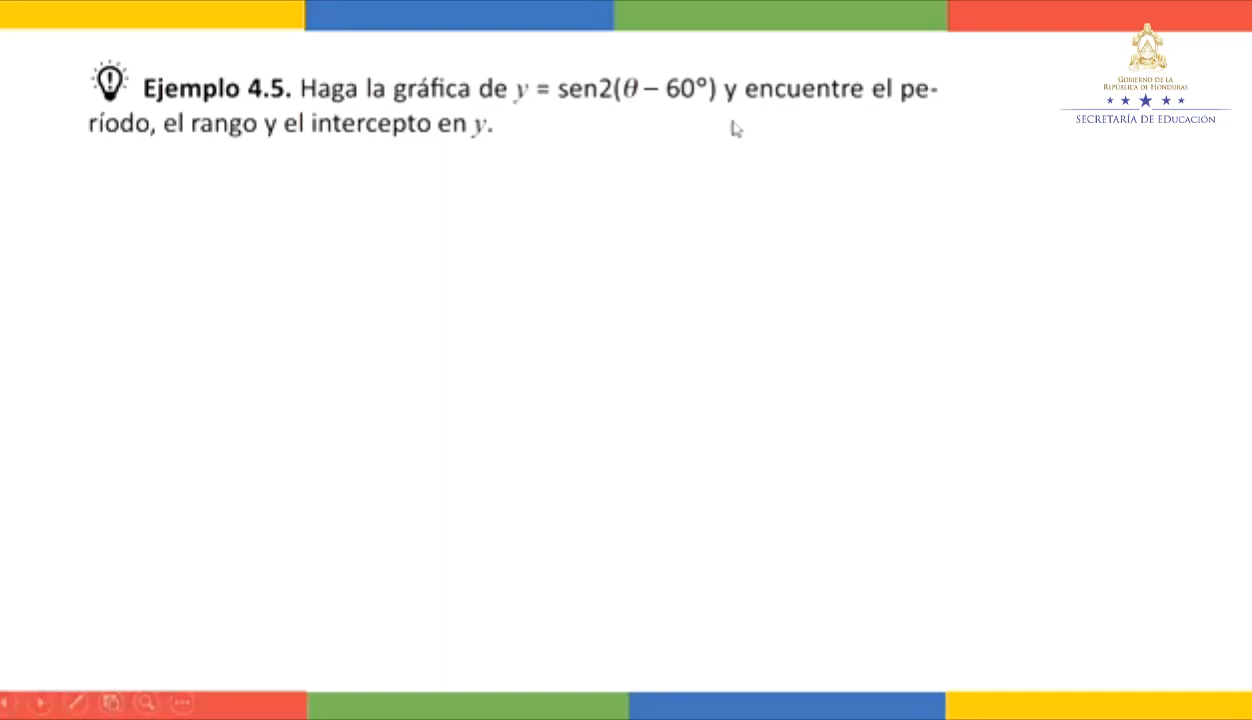 Ejemplo 4.5. Haga la gráfica de y = sen2(θ – 60°) y encuentre el pe-
ríodo, el rango y el intercepto en y.
GOBIERNO DE LA
REPÚBLICA DE HONDURAS
SECRETARÍA DE EDUCACIÓN